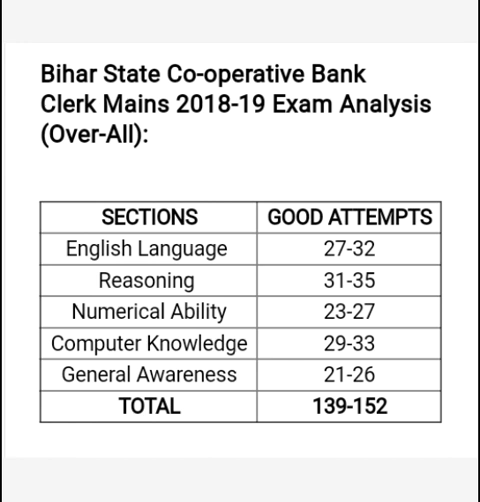 Bihar State Co-operative Bank
Clerk Mains 2018-19 Exam Analysis
(Over-All):
SECTIONS GOOD ATTEMPTS
English Language 27-32
Reasoning 31-35
Numerical Ability 23-27
Computer Knowledge 29-33
General Awareness 21-26
TOTAL 139-152